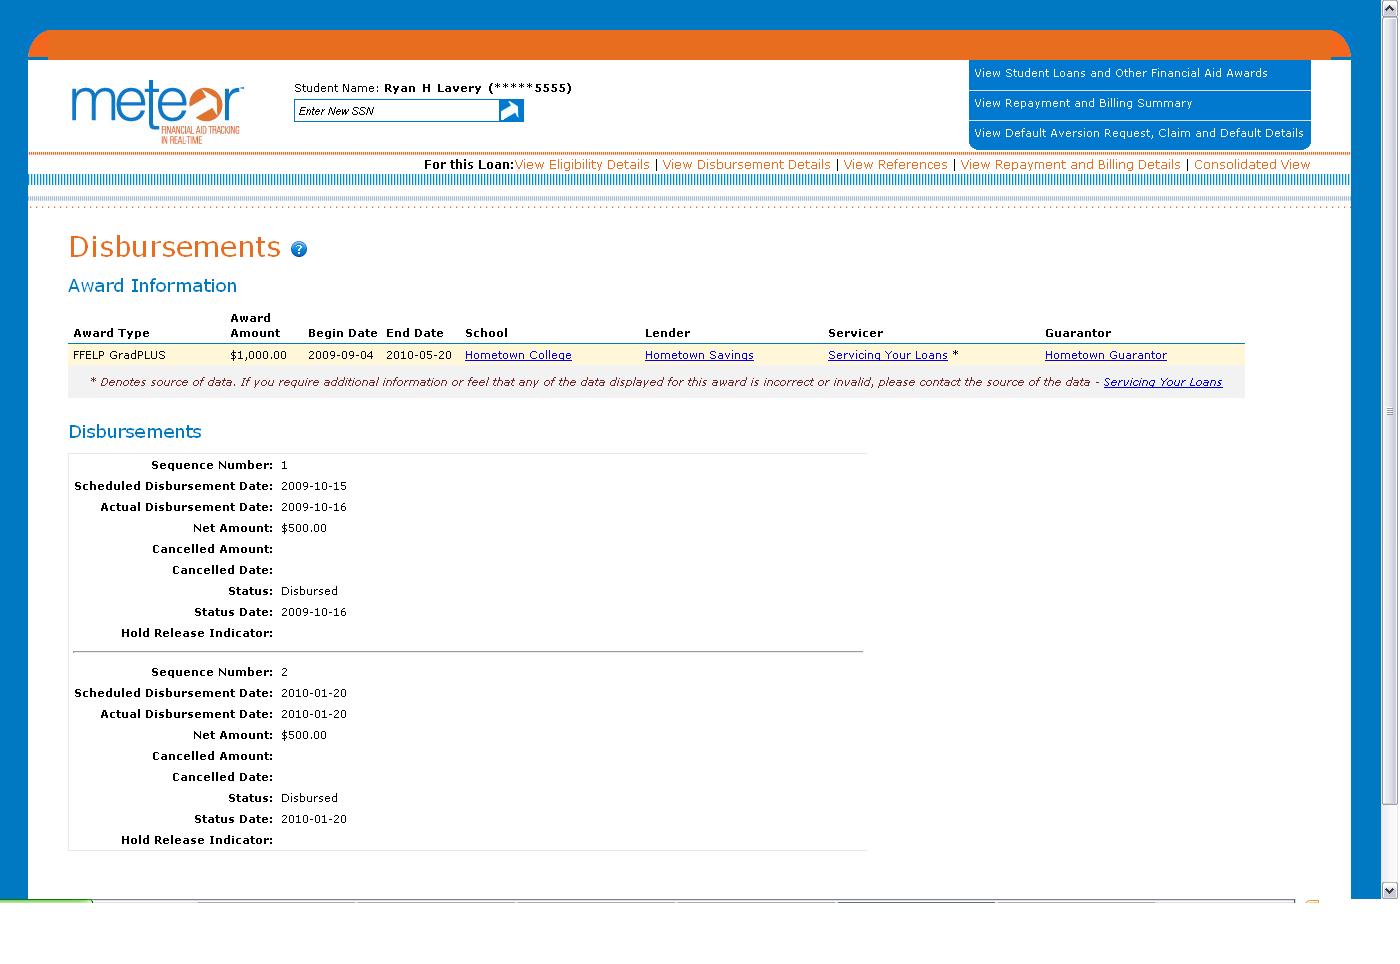 meteor™
FINANCIAL AID TRACKING
IN REAL-TIME
Student Name: Ryan H Lavery (*****5555)
Enter New SSN
View Student Loans and Other Financial Aid Awards
View Repayment and Billing Summary
View Default Aversion Request, Claim and Default Details
For this Loan:View Eligibility Details | View Disbursement Details | View References | View Repayment and Billing Details | Consolidated View
Disbursements ?
Award Information
Award Type Award Amount Begin Date End Date School Lender Servicer Guarantor
FFELP GradPLUS $1,000.00 2009-09-04 2010-05-20 Hometown College Hometown Savings Servicing Your Loans * Hometown Guarantor
* Denotes source of data. If you require additional information or feel that any of the data displayed for this award is incorrect or invalid, please contact the source of the data - Servicing Your Loans
Disbursements
Sequence Number: 1
Scheduled Disbursement Date: 2009-10-15
Actual Disbursement Date: 2009-10-16
Net Amount: $500.00
Cancelled Amount:
Cancelled Date:
Status: Disbursed
Status Date: 2009-10-16
Hold Release Indicator:
Sequence Number: 2
Scheduled Disbursement Date: 2010-01-20
Actual Disbursement Date: 2010-01-20
Net Amount: $500.00
Cancelled Amount:
Cancelled Date:
Status: Disbursed
Status Date: 2010-01-20
Hold Release Indicator: